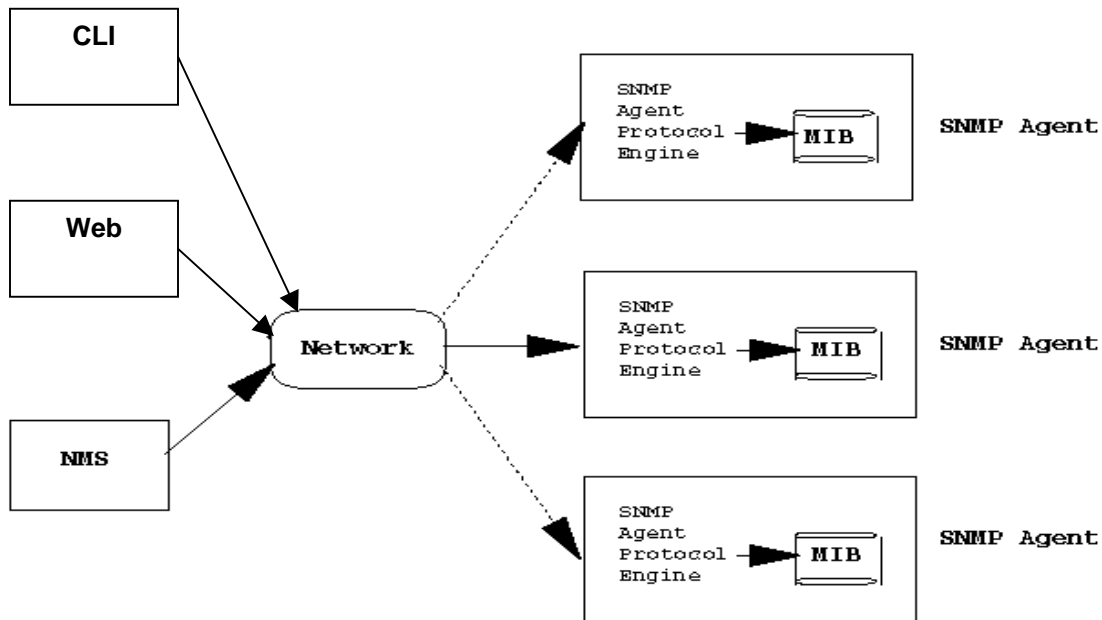 CLI
Web
NMS
Network
SNMP
Agent
Protocol
Engine
MIB
SNMP Agent
SNMP
Agent
Protocol
Engine
MIB
SNMP Agent
SNMP
Agent
Protocol
Engine
MIB
SNMP Agent